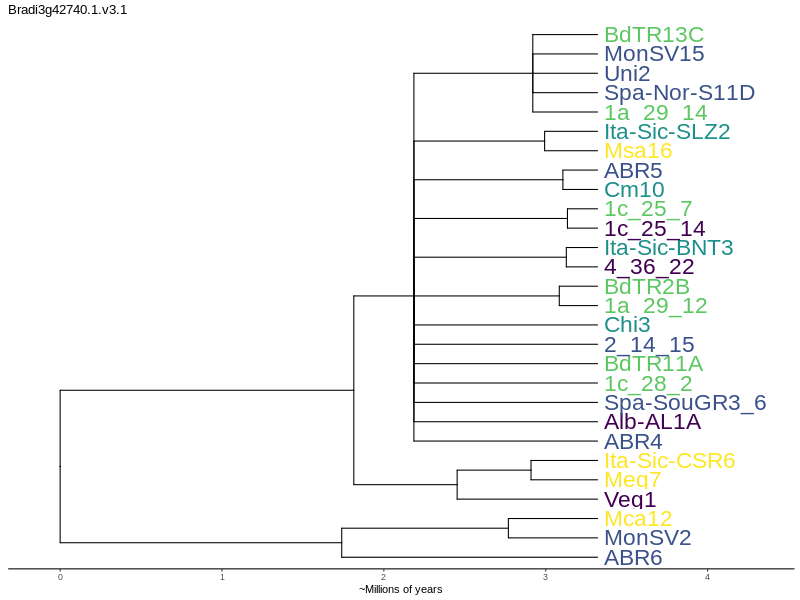 Bradi3g42740.1.v3.1
BdTR13C
MonSV15
Uni2
Spa-Nor-S11D
1a_29_14
Ita-Sic-SLZ2
Msa16
ABR5
Cm10
1c_25_7
1c_25_14
Ita-Sic-BNT3
4_36_22
BdTR2B
1a_29_12
Chi3
2_14_15
BdTR11A
1c_28_2
Spa-SouGR3_6
Alb-AL1A
ABR4
Ita-Sic-CSR6
Meq7
Veq1
Mca12
MonSV2
ABR6
0 1 2 3 4
~Millions of years